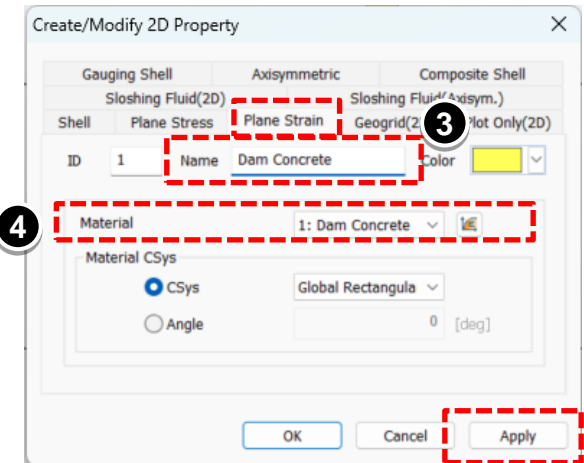 Create/Modify 2D Property
Gauging Shell Axisymmetric Composite Shell
Sloshing Fluid(2D) Sloshing Fluid(Axisym.)
Shell Plane Stress Plane Strain Geogrid(2 3 Plot Only(2D)
ID 1 Name Dam Concrete Color
4 Material 1: Dam Concrete
Material CSys
CSys Global Rectangula
Angle 0 [deg]
OK Cancel Apply